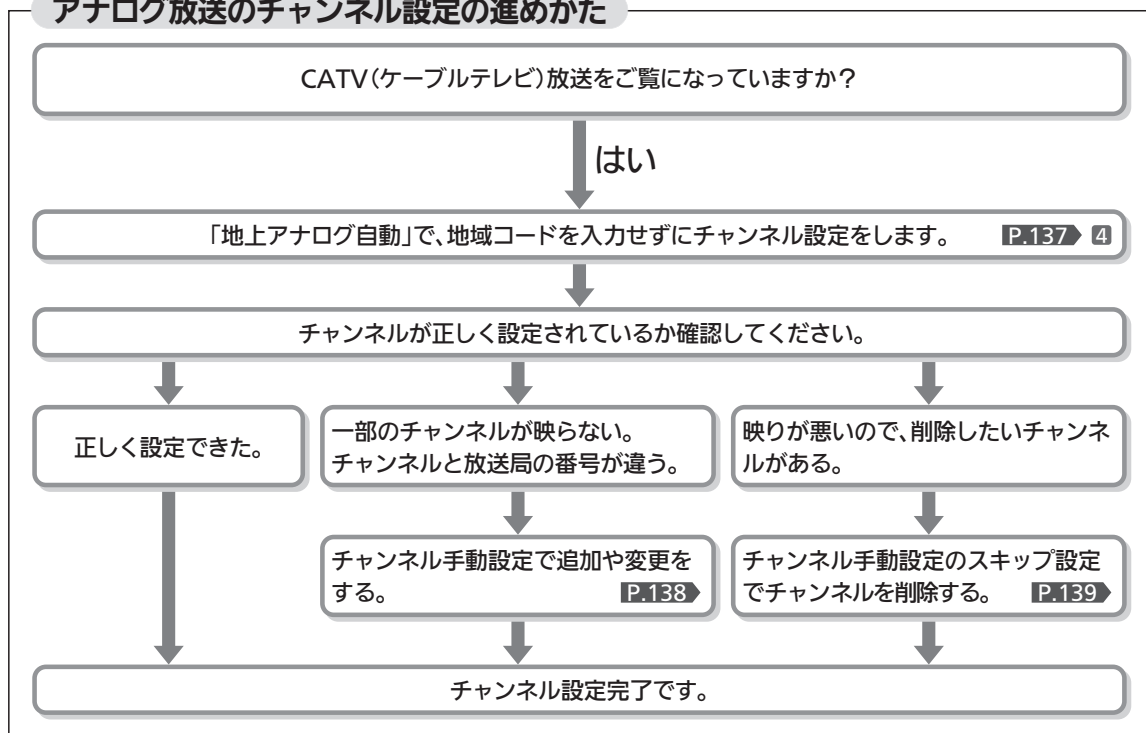 アナログ放送のチャンネル設定の進めかた
CATV（ケーブルテレビ）放送をご覧になっていますか？
はい
「地上アナログ自動」で、地域コードを入力せずにチャンネル設定をします。 P.137 4
チャンネルが正しく設定されているか確認してください。
正しく設定できた。
一部のチャンネルが映らない。
チャンネルと放送局の番号が違う。
映りが悪いので、削除したいチャンネ
ルがある。
チャンネル手動設定で追加や変更を
する。 P.138
チャンネル手動設定のスキップ設定
でチャンネルを削除する。 P.139
チャンネル設定完了です。